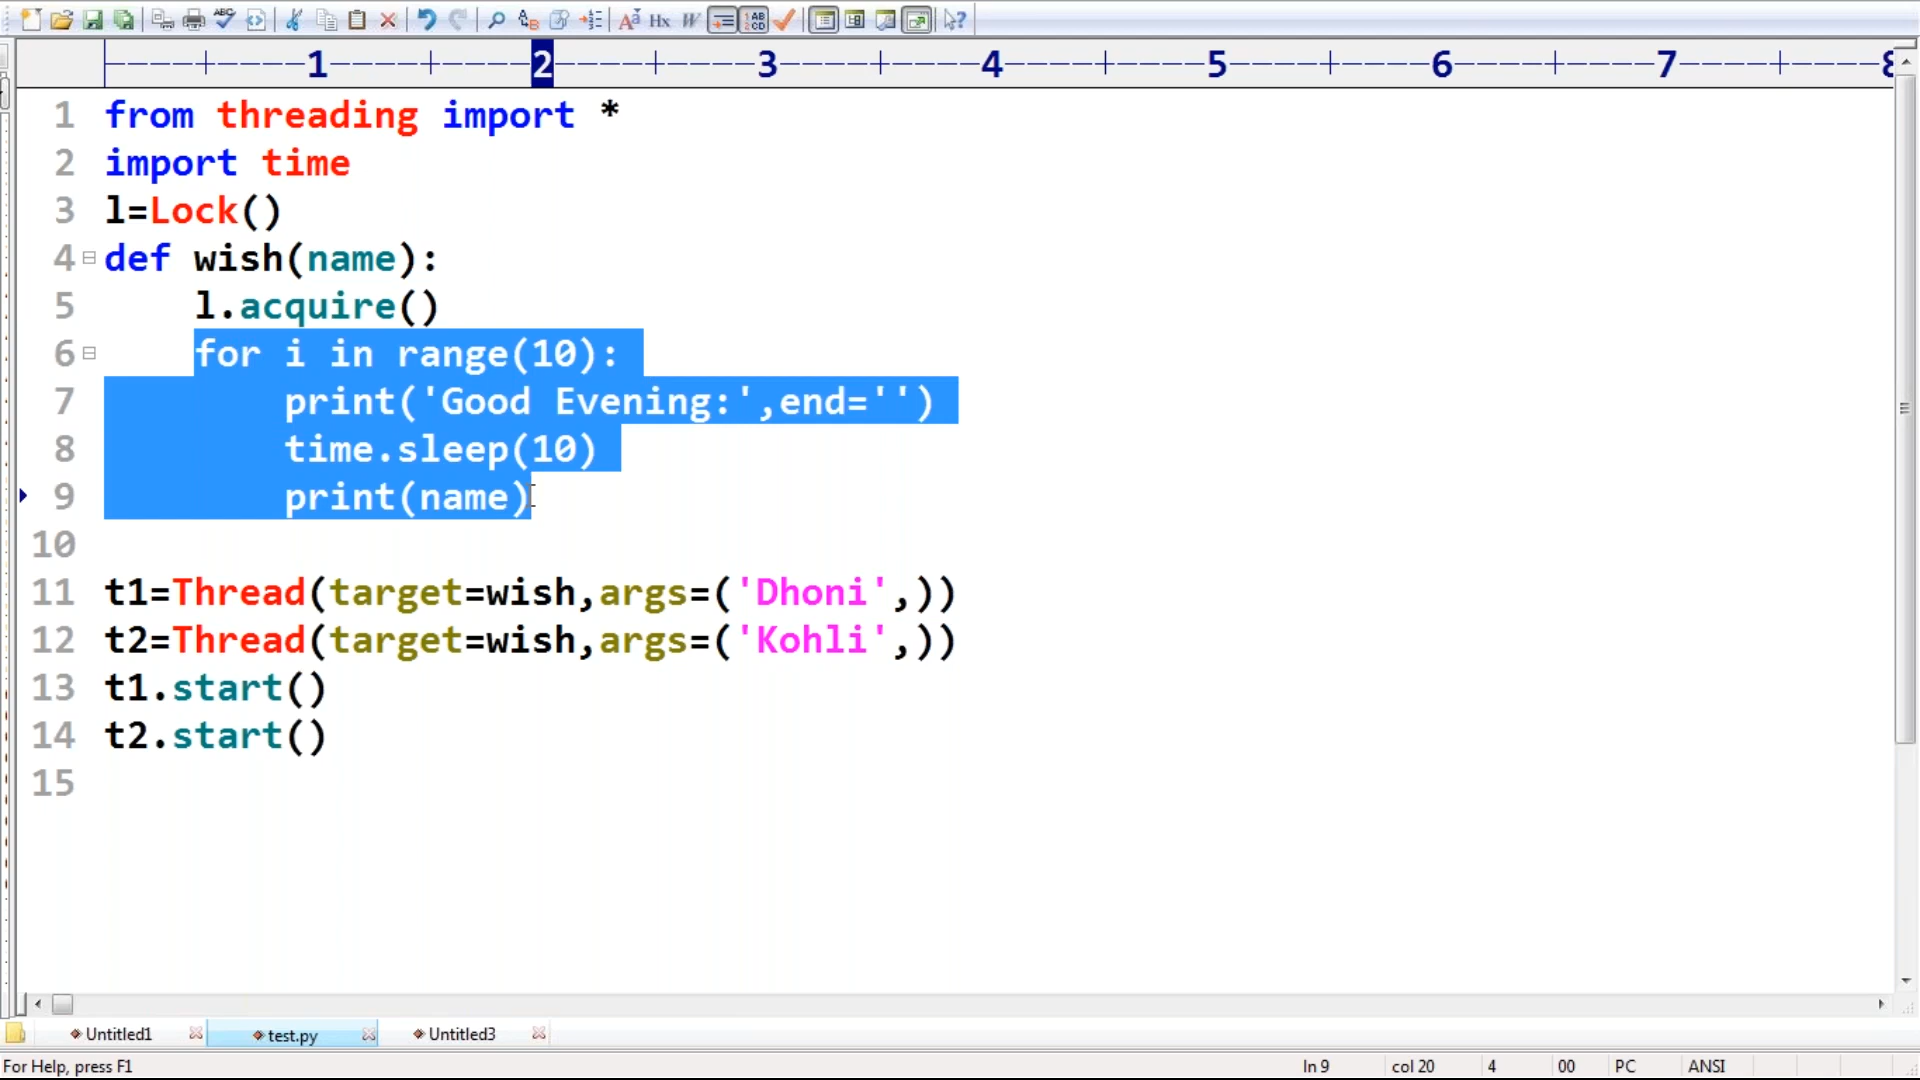 1 2 3 4 5 6 7 8
1 from threading import *
2 import time
3 l=Lock()
4 def wish(name):
5 l.acquire()
6 for i in range(10):
7 print('Good Evening:',end='')
8 time.sleep(10)
9 print(name)
10
11 t1=Thread(target=wish,args=('Dhoni',))
12 t2=Thread(target=wish,args=('Kohli',))
13 t1.start()
14 t2.start()
15
Untitled1 test.py Untitled3
For Help, press F1 ln 9 col 20 4 00 PC ANSI